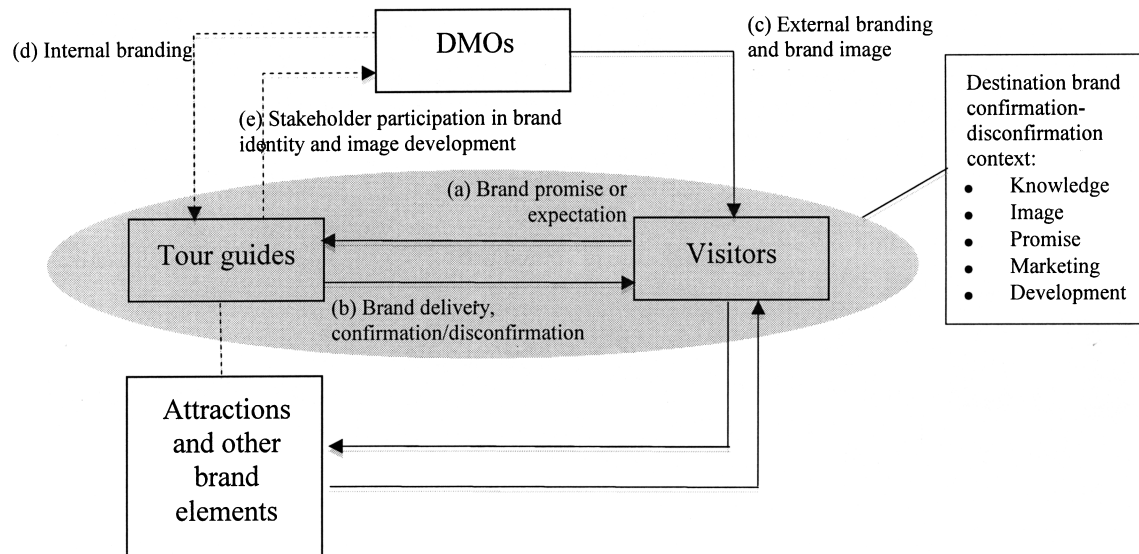 DMOs
(d) Internal branding
(c) External branding
and brand image
(e) Stakeholder participation in brand
identity and image development
Destination brand
confirmation-
disconfirmation
context:
• Knowledge
• Image
• Promise
• Marketing
• Development
(a) Brand promise or
expectation
Tour guides
Visitors
(b) Brand delivery,
confirmation/disconfirmation
Attractions
and other
brand
elements